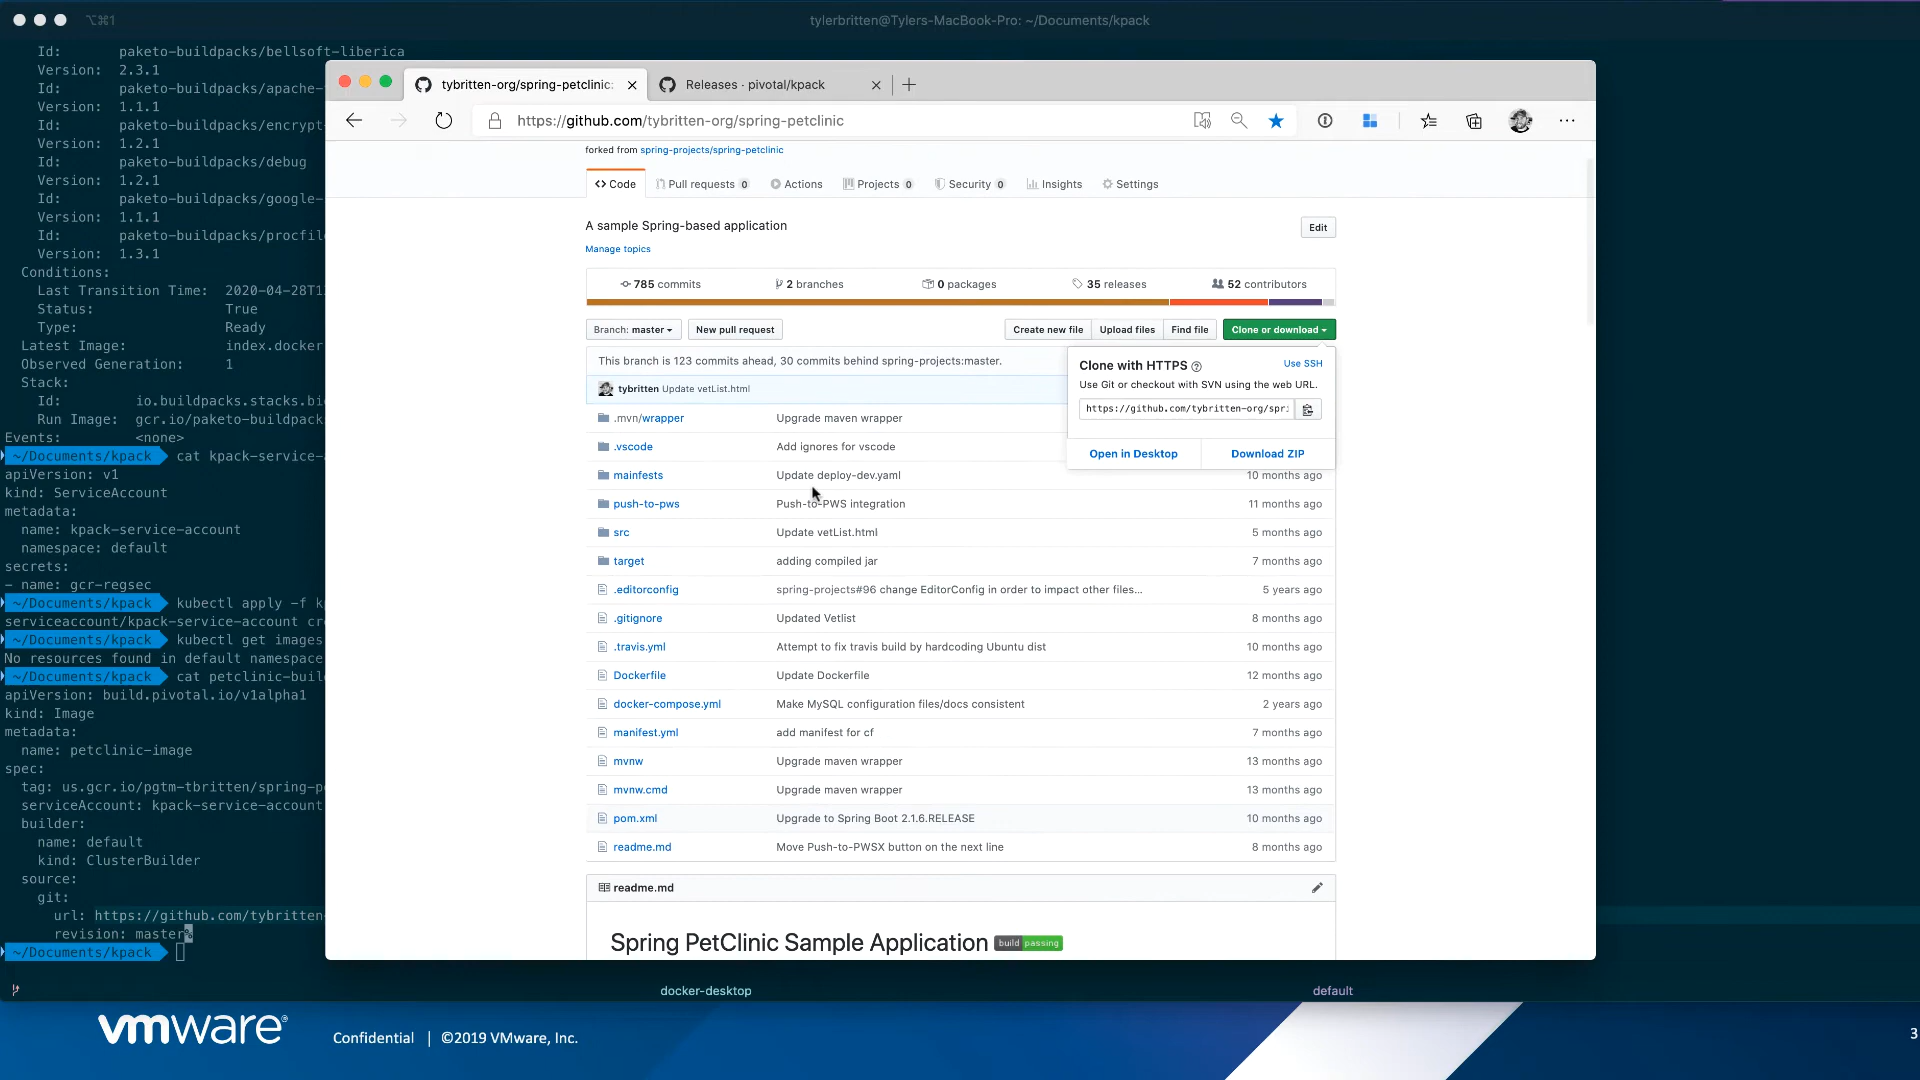 ⌥⌘1
tylerbritten@Tylers-MacBook-Pro: ~/Documents/kpack
Id: paketo-buildpacks/bellsoft-liberica
Version: 2.3.1
Id: paketo-buildpacks/apache-
Version: 1.1.1
Id: paketo-buildpacks/encrypt
Version: 1.2.1
Id: paketo-buildpacks/debug
Version: 1.2.1
Id: paketo-buildpacks/google-
Version: 1.1.1
Id: paketo-buildpacks/procfil
Version: 1.3.1
Conditions:
Last Transition Time: 2020-04-28T1
Status: True
Type: Ready
Latest Image: index.docker
Observed Generation: 1
Stack:
Id: io.buildpacks.stacks.bi
Run Image: gcr.io/paketo-buildpack
Events: <none>
~/Documents/kpack cat kpack-service-
apiVersion: v1
kind: ServiceAccount
metadata:
name: kpack-service-account
namespace: default
secrets:
- name: gcr-regsec
~/Documents/kpack kubectl apply -f k
serviceaccount/kpack-service-account cr
~/Documents/kpack kubectl get images
No resources found in default namespace
~/Documents/kpack cat petclinic-buil
apiVersion: build.pivotal.io/v1alpha1
kind: Image
metadata:
name: petclinic-image
spec:
tag: us.gcr.io/pgtm-tbritten/spring-p
serviceAccount: kpack-service-account
builder:
name: default
kind: ClusterBuilder
source:
git:
url: https://github.com/tybritten
revision: master%
~/Documents/kpack
tybritten-org/spring-petclinic:
Releases · pivotal/kpack
https://github.com/tybritten-org/spring-petclinic
forked from spring-projects/spring-petclinic
Code Pull requests 0 Actions Projects 0 Security 0 Insights Settings
A sample Spring-based application
Edit
Manage topics
785 commits 2 branches 0 packages 35 releases 52 contributors
Branch: master New pull request Create new file Upload files Find file Clone or download
This branch is 123 commits ahead, 30 commits behind spring-projects:master.
Clone with HTTPS Use SSH
Use Git or checkout with SVN using the web URL.
https://github.com/tybritten-org/spr
Open in Desktop Download ZIP
tybritten Update vetList.html
.mvn/wrapper Upgrade maven wrapper
.vscode Add ignores for vscode
mainfests Update deploy-dev.yaml 10 months ago
push-to-pws Push-to-PWS integration 11 months ago
src Update vetList.html 5 months ago
target adding compiled jar 7 months ago
.editorconfig spring-projects#96 change EditorConfig in order to impact other files… 5 years ago
.gitignore Updated Vetlist 8 months ago
.travis.yml Attempt to fix travis build by hardcoding Ubuntu dist 10 months ago
Dockerfile Update Dockerfile 12 months ago
docker-compose.yml Make MySQL configuration files/docs consistent 2 years ago
manifest.yml add manifest for cf 7 months ago
mvnw Upgrade maven wrapper 13 months ago
mvnw.cmd Upgrade maven wrapper 13 months ago
pom.xml Upgrade to Spring Boot 2.1.6.RELEASE 10 months ago
readme.md Move Push-to-PWSX button on the next line 8 months ago
readme.md
Spring PetClinic Sample Application build passing
docker-desktop default
vmware® Confidential | ©2019 VMware, Inc. 3